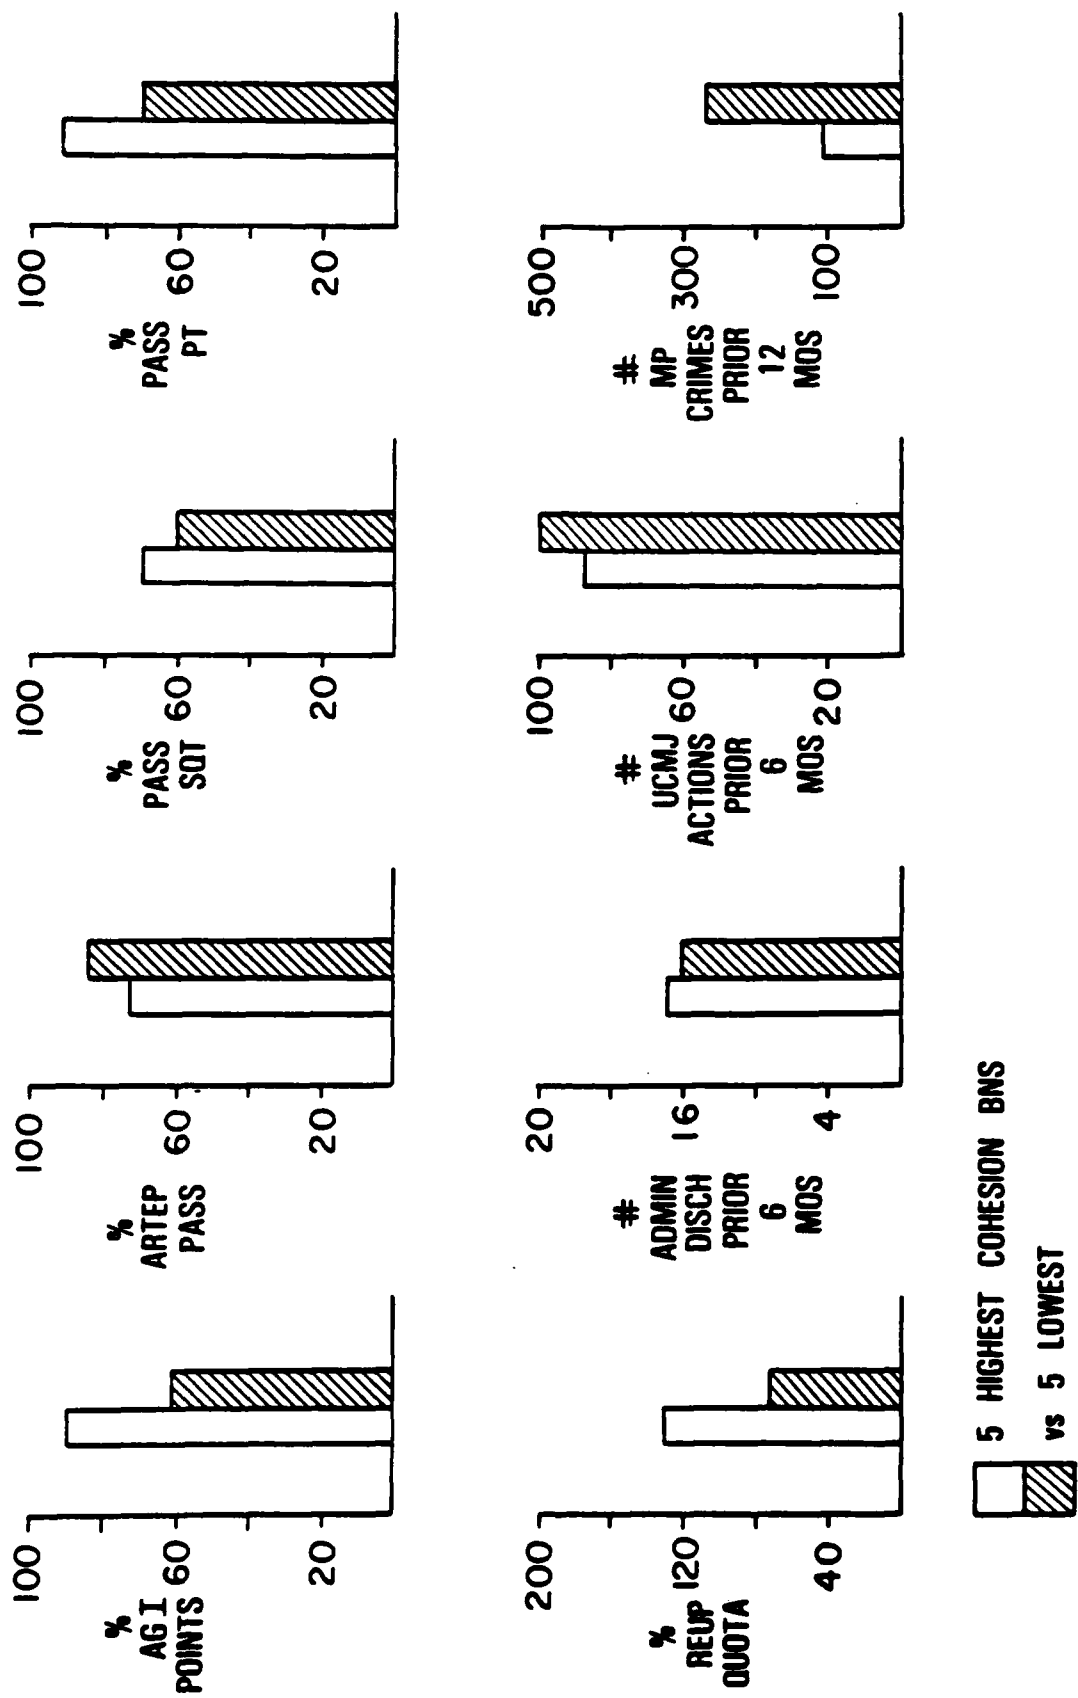 100
60
20
%
AGI
POINTS
100
60
20
%
ARTEP
PASS
100
60
20
%
PASS
SQT
100
60
20
%
PASS
PT
200
120
40
%
REUP
QUOTA
20
16
4
#
ADMIN
DISCH
PRIOR
6
MOS
100
60
20
#
UCMJ
ACTIONS
PRIOR
6
MOS
500
300
100
#
MP
CRIMES
PRIOR
12
MOS
5 HIGHEST COHESION BNS
vs 5 LOWEST